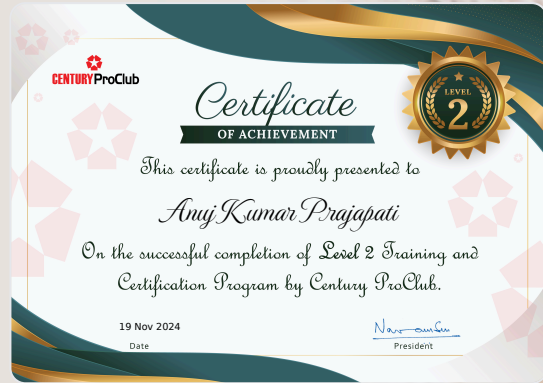 CENTURY ProClub
Certificate
OF ACHIEVEMENT
LEVEL
2
This certificate is proudly presented to
Anuj Kumar Prajapati
On the successful completion of Level 2 Training and
Certification Program by Century ProClub.
19 Nov 2024
Date
President